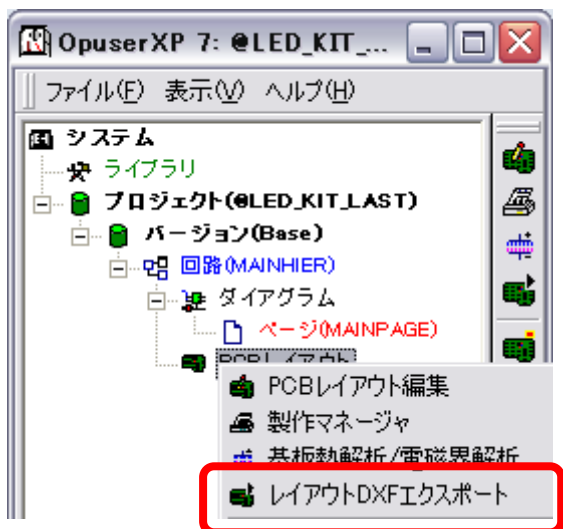 OpuserXP 7: @LED_KIT_...
ファイル(F) 表示(V) ヘルプ(H)
システム
ライブラリ
プロジェクト(@LED_KIT_LAST)
バージョン(Base)
回路(MAINHIER)
ダイアグラム
ページ(MAINPAGE)
PCBレイアウト
PCBレイアウト編集
製作マネージャ
基板熱解析/電磁界解析
レイアウトDXFエクスポート